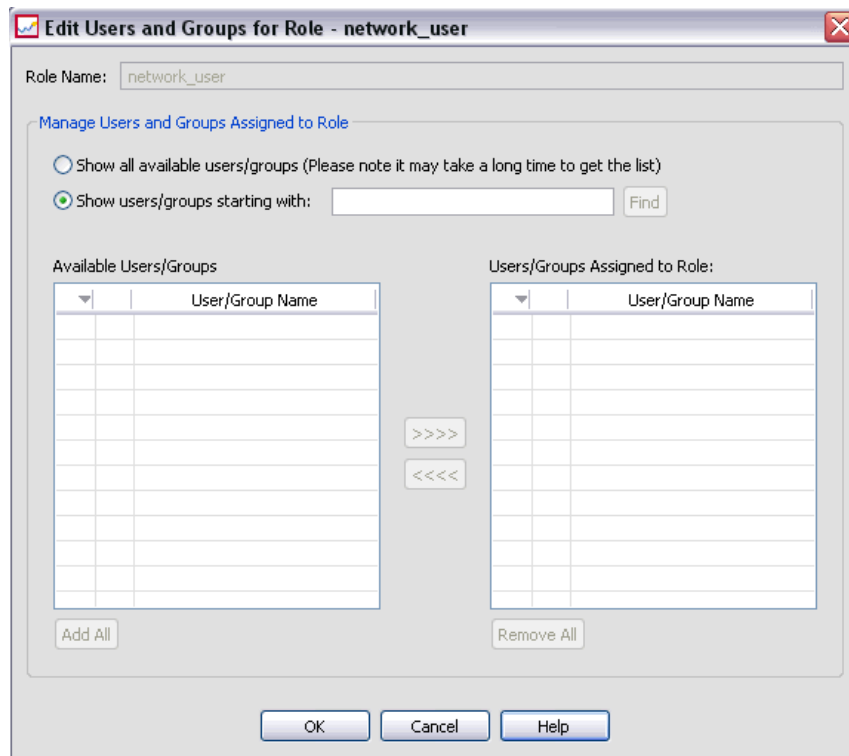 Edit Users and Groups for Role - network_user
Role Name: network_user
Manage Users and Groups Assigned to Role
Show all available users/groups (Please note it may take a long time to get the list)
Show users/groups starting with: Find
Available Users/Groups
Users/Groups Assigned to Role:
User/Group Name
User/Group Name
>>>>
<<<<
Add All
Remove All
OK
Cancel
Help